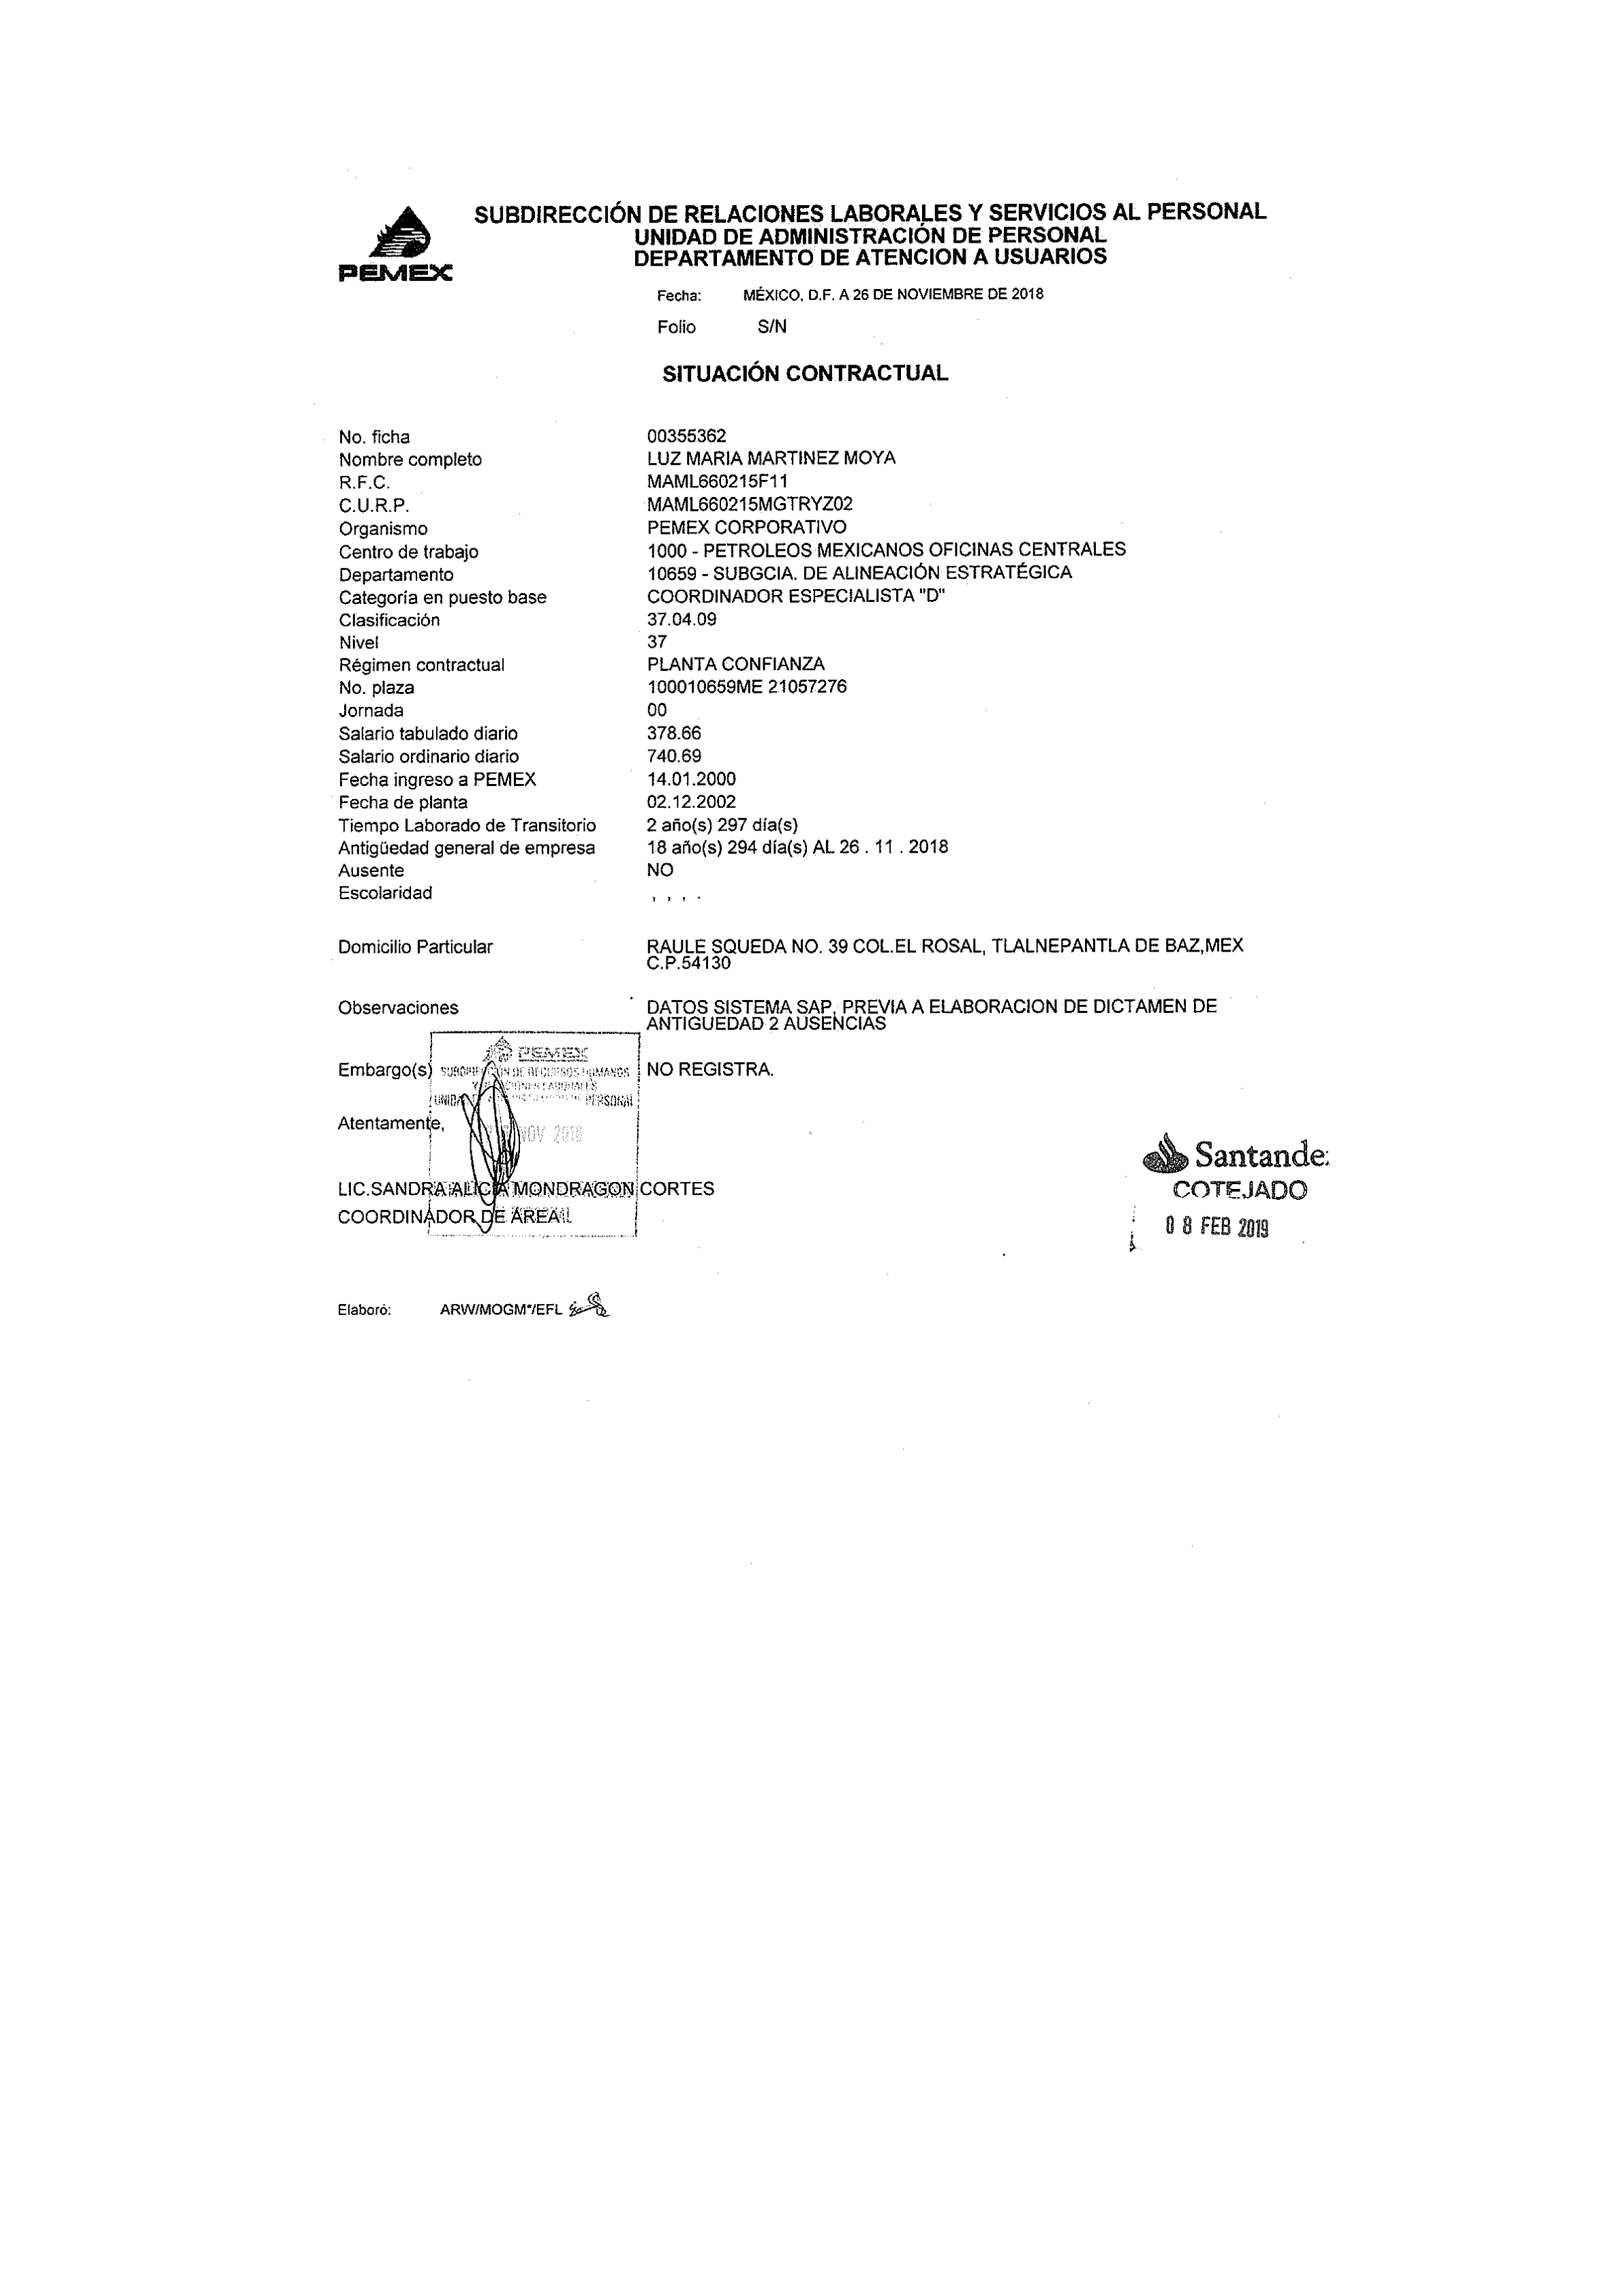 PEMEX
SUBDIRECCIÓN DE RELACIONES LABORALES Y SERVICIOS AL PERSONAL
UNIDAD DE ADMINISTRACIÓN DE PERSONAL
DEPARTAMENTO DE ATENCION A USUARIOS
Fecha: MÉXICO, D.F. A 26 DE NOVIEMBRE DE 2018
Folio S/N
SITUACIÓN CONTRACTUAL
No. ficha 00355362
Nombre completo LUZ MARIA MARTINEZ MOYA
R.F.C. MAML660215F11
C.U.R.P. MAML660215MGTRYZ02
Organismo PEMEX CORPORATIVO
Centro de trabajo 1000 - PETROLEOS MEXICANOS OFICINAS CENTRALES
Departamento 10659 - SUBGCIA. DE ALINEACIÓN ESTRATÉGICA
Categoría en puesto base COORDINADOR ESPECIALISTA "D"
Clasificación 37.04.09
Nivel 37
Régimen contractual PLANTA CONFIANZA
No. plaza 100010659ME 21057276
Jornada 00
Salario tabulado diario 378.66
Salario ordinario diario 740.69
Fecha ingreso a PEMEX 14.01.2000
Fecha de planta 02.12.2002
Tiempo Laborado de Transitorio 2 año(s) 297 día(s)
Antigüedad general de empresa 18 año(s) 294 día(s) AL 26 . 11 . 2018
Ausente NO
Escolaridad , , , .
Domicilio Particular RAULE SQUEDA NO. 39 COL.EL ROSAL, TLALNEPANTLA DE BAZ,MEX
C.P.54130
Observaciones DATOS SISTEMA SAP, PREVIA A ELABORACION DE DICTAMEN DE
ANTIGUEDAD 2 AUSENCIAS
PEMEX
Embargo(s) NO REGISTRA.
DE RECURSOS HUMANOS
PERSONAL
Atentamente,
NOV 2018
LIC.SANDRA ALICIA MONDRAGON CORTES
COORDINADOR DE ÁREA
Santander
COTEJADO
08 FEB 2019
Elaboró: ARW/MOGM*/EFL